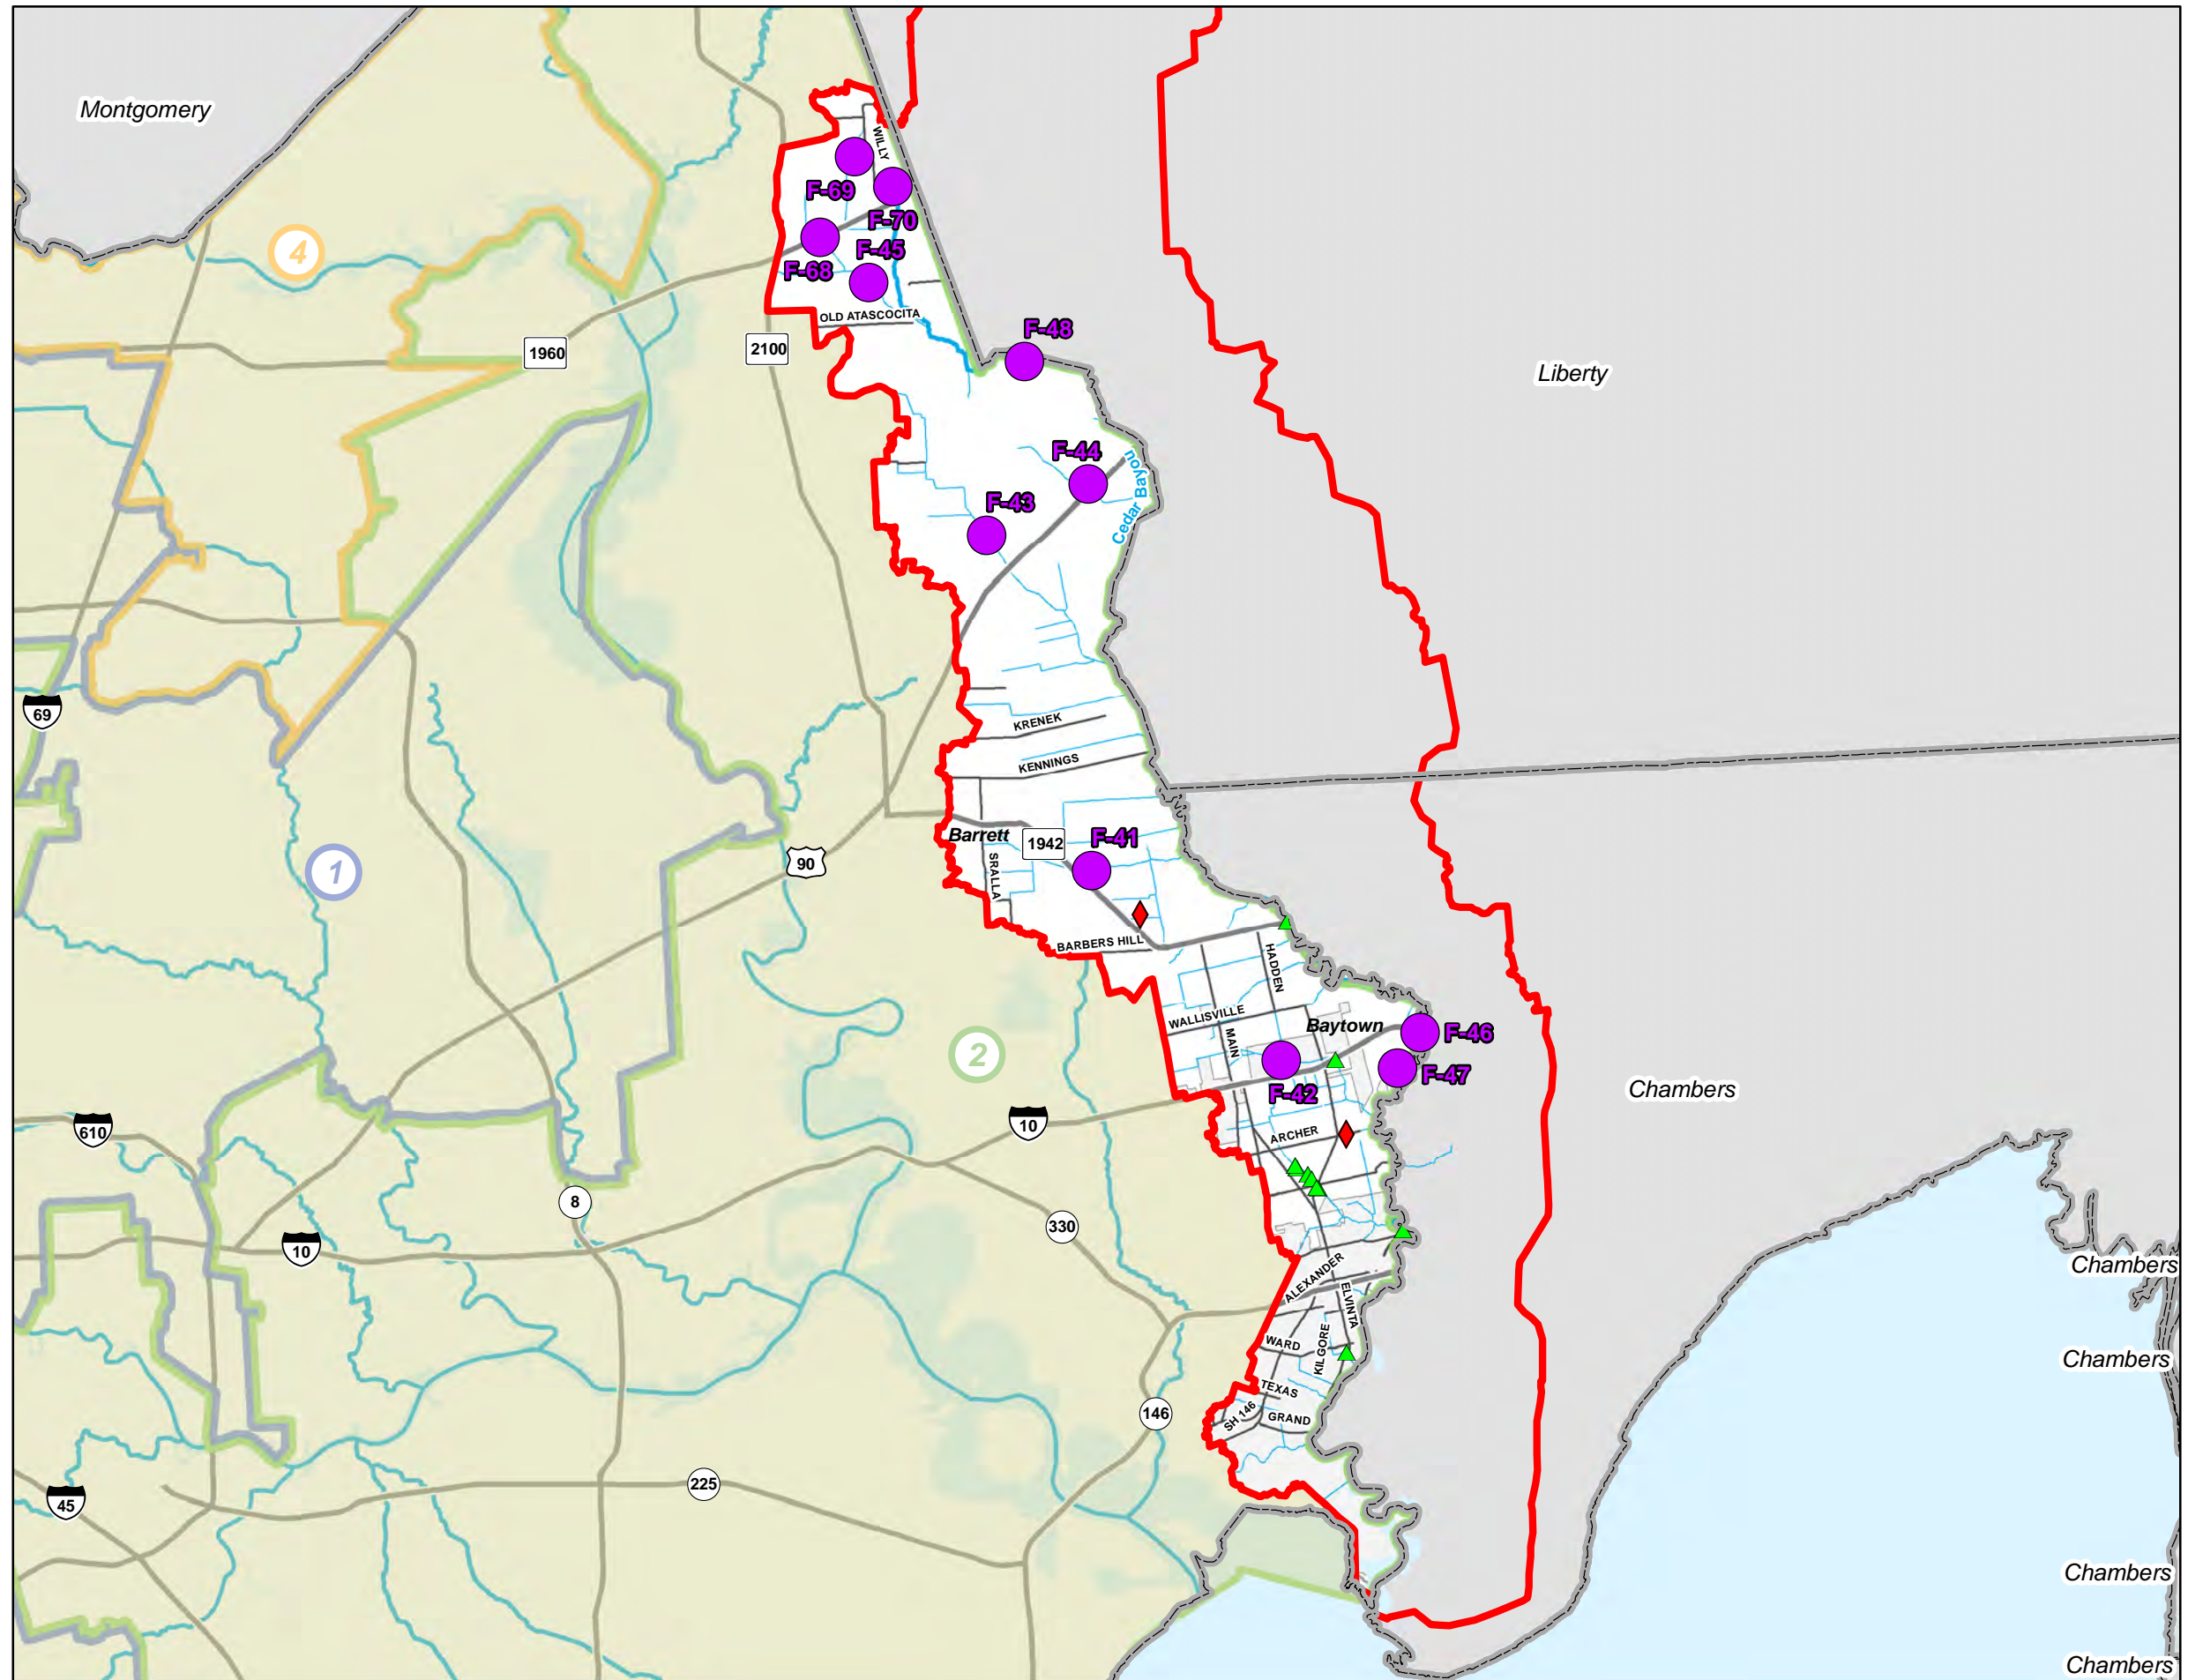 Montgomery
WILLY
F-69
F-70
4
F-45
F-68
OLD ATASCOCITA
F-48
1960
2100
Liberty
F-44
Cedar Bayou
F-43
69
KRENEK
KENNINGS
Barrett
1942
F-41
90
1
SRALLA
BARBERS HILL
HADDEN
WALLISVILLE
MAIN
Baytown
F-46
2
F-47
F-42
Chambers
10
610
ARCHER
8
330
10
Chambers
ALEXANDER
ELVINTA
WARD
KILGORE
Chambers
TEXAS
146
SH 146
GRAND
225
45
Chambers
Chambers